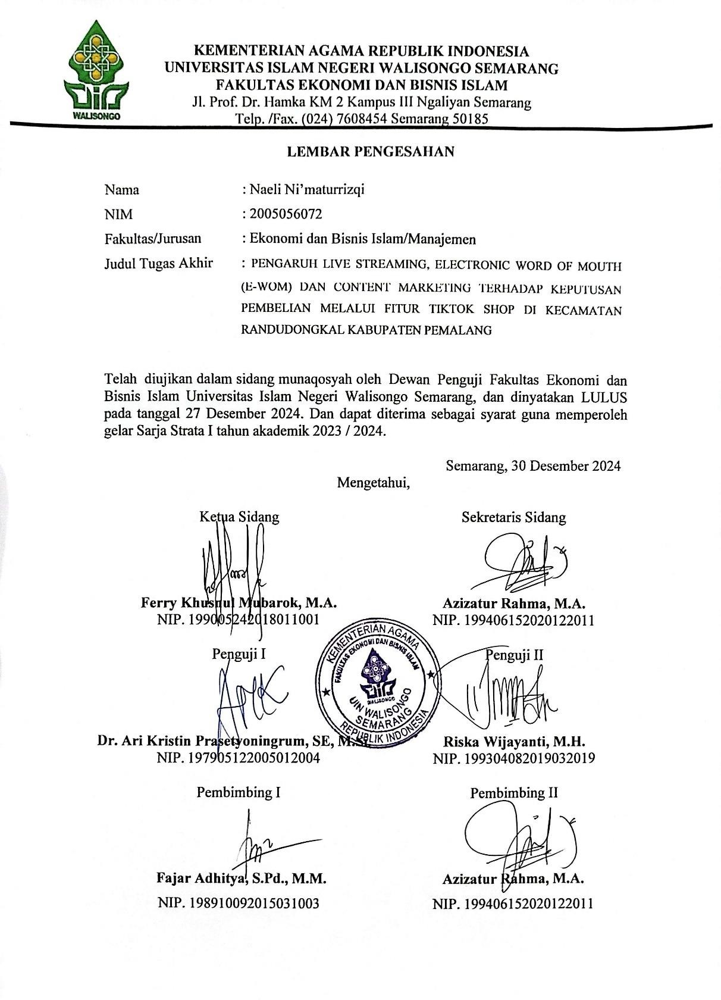 KEMENTERIAN AGAMA REPUBLIK INDONESIA
UNIVERSITAS ISLAM NEGERI WALISONGO SEMARANG
FAKULTAS EKONOMI DAN BISNIS ISLAM
Jl. Prof. Dr. Hamka KM 2 Kampus III Ngaliyan Semarang
Telp. /Fax. (024) 7608454 Semarang 50185
WALISONGO
LEMBAR PENGESAHAN
Nama : Naeli Ni’maturrizqi
NIM : 2005056072
Fakultas/Jurusan : Ekonomi dan Bisnis Islam/Manajemen
Judul Tugas Akhir : PENGARUH LIVE STREAMING, ELECTRONIC WORD OF MOUTH
(E-WOM) DAN CONTENT MARKETING TERHADAP KEPUTUSAN
PEMBELIAN MELALUI FITUR TIKTOK SHOP DI KECAMATAN
RANDUDONGKAL KABUPATEN PEMALANG
Telah diujikan dalam sidang munaqosyah oleh Dewan Penguji Fakultas Ekonomi dan
Bisnis Islam Universitas Islam Negeri Walisongo Semarang, dan dinyatakan LULUS
pada tanggal 27 Desember 2024. Dan dapat diterima sebagai syarat guna memperoleh
gelar Sarja Strata I tahun akademik 2023 / 2024.
Semarang, 30 Desember 2024
Mengetahui,
Ketua Sidang Sekretaris Sidang
Ferry Khusnul Mubarok, M.A. Azizatur Rahma, M.A.
NIP. 199005242018011001 NIP. 199406152020122011
KEMENTERIAN AGAMA
FAKULTAS EKONOMI DAN BISNIS ISLAM
WALISONGO
UIN WALISONGO
SEMARANG
REPUBLIK INDONESIA
Penguji I Penguji II
Dr. Ari Kristin Prasetyoningrum, SE, M.Si. Riska Wijayanti, M.H.
NIP. 197905122005012004 NIP. 199304082019032019
Pembimbing I Pembimbing II
Fajar Adhitya, S.Pd., M.M. Azizatur Rahma, M.A.
NIP. 198910092015031003 NIP. 199406152020122011